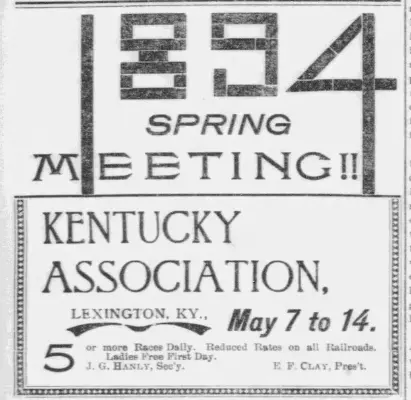 1894
SPRING
MEETING!!
KENTUCKY
ASSOCIATION,
LEXINGTON, KY.,
May 7 to 14.
5 or more Races Daily. Reduced Rates on all Railroads.
Ladies Free First Day.
J. G. HANLY, Sec'y. E. F. CLAY, Pres't.